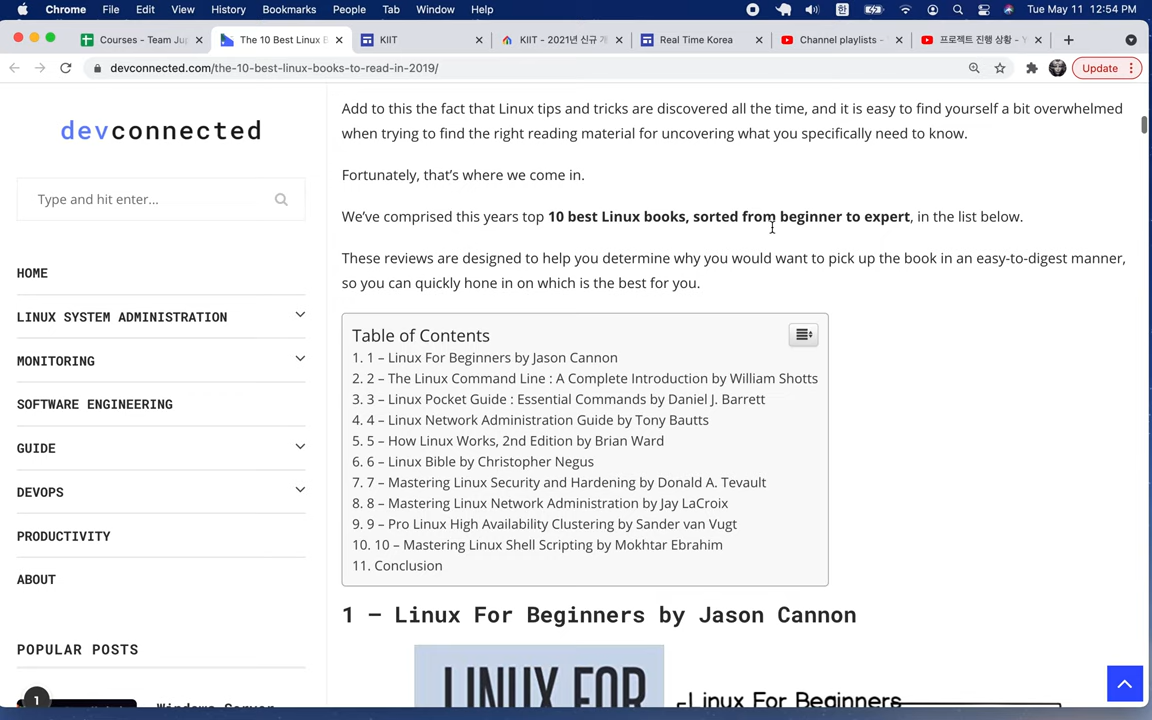 Chrome File Edit View History Bookmarks People Tab Window Help 한 Tue May 11 12:54 PM
Courses - Team Ju
The 10 Best Linux B
KIIT
KIIT - 2021년 신규
Real Time Korea
Channel playlists -
프로젝트 진행 상황 -
devconnected.com/the-10-best-linux-books-to-read-in-2019/
Update
devconnected
Type and hit enter...
HOME
LINUX SYSTEM ADMINISTRATION
MONITORING
SOFTWARE ENGINEERING
GUIDE
DEVOPS
PRODUCTIVITY
ABOUT
POPULAR POSTS
1
Windows Server
Add to this the fact that Linux tips and tricks are discovered all the time, and it is easy to find yourself a bit overwhelmed
when trying to find the right reading material for uncovering what you specifically need to know.
Fortunately, that's where we come in.
We've comprised this years top 10 best Linux books, sorted from beginner to expert, in the list below.
These reviews are designed to help you determine why you would want to pick up the book in an easy-to-digest manner,
so you can quickly hone in on which is the best for you.
Table of Contents
1. 1 – Linux For Beginners by Jason Cannon
2. 2 – The Linux Command Line : A Complete Introduction by William Shotts
3. 3 – Linux Pocket Guide : Essential Commands by Daniel J. Barrett
4. 4 – Linux Network Administration Guide by Tony Bautts
5. 5 – How Linux Works, 2nd Edition by Brian Ward
6. 6 – Linux Bible by Christopher Negus
7. 7 – Mastering Linux Security and Hardening by Donald A. Tevault
8. 8 – Mastering Linux Network Administration by Jay LaCroix
9. 9 – Pro Linux High Availability Clustering by Sander van Vugt
10. 10 – Mastering Linux Shell Scripting by Mokhtar Ebrahim
11. Conclusion
1 – Linux For Beginners by Jason Cannon
LINUX FOR
Linux For Beginners